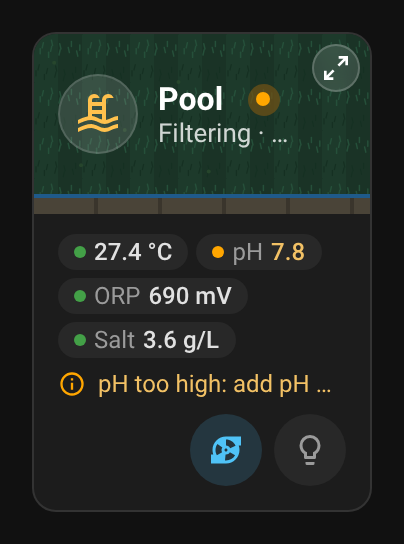 Pool
Filtering · ...
27.4 °C
pH 7.8
ORP 690 mV
Salt 3.6 g/L
pH too high: add pH ...